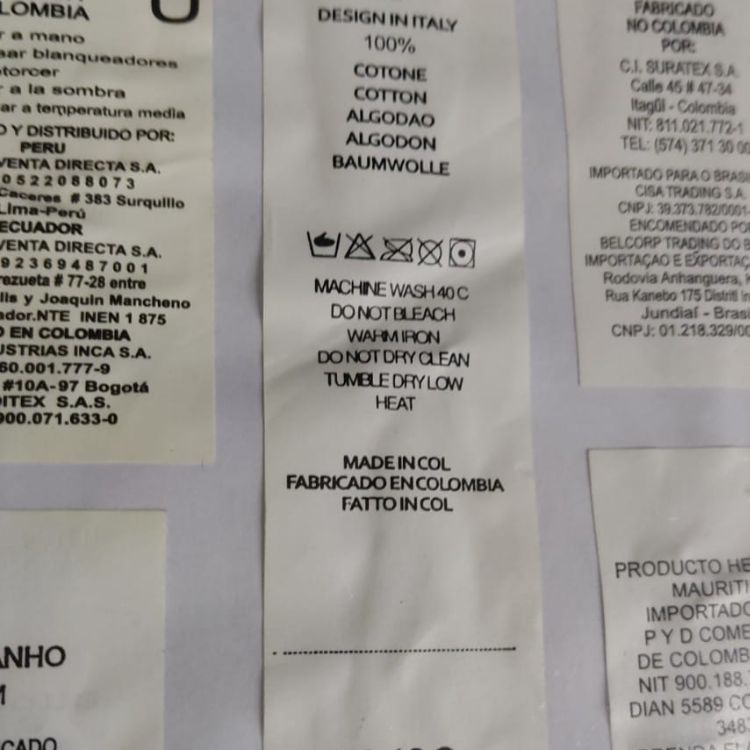 LOMBIA
r a mano
sar blanqueadores
torcer
r a la sombra
ar a temperatura media
O Y DISTRIBUIDO POR:
PERU
VENTA DIRECTA S.A.
0522088073
Caceres # 383 Surquillo
Lima-Perú
ECUADOR
VENTA DIRECTA S.A.
92369487001
rezueta # 77-28 entre
lls y Joaquin Mancheno
ador.NTE INEN 1 875
O EN COLOMBIA
USTRIAS INCA S.A.
60.001.777-9
#10A-97 Bogotá
DITEX S.A.S.
900.071.633-0
DESIGN IN ITALY
100%
COTONE
COTTON
ALGODAO
ALGODON
BAUMWOLLE
MACHINE WASH 40 C
DO NOT BLEACH
WARM IRON
DO NOT DRY CLEAN
TUMBLE DRY LOW
HEAT
MADE IN COL
FABRICADO EN COLOMBIA
FATTO IN COL
FABRICADO
NO COLOMBIA
POR:
C.I. SURATEX S.A.
Calle 45 # 47-34
Itagüí - Colombia
NIT: 811.021.772-1
TEL: (574) 371 30 00
IMPORTADO PARA O BRASI
CISA TRADING S.A.
CNPJ: 39.373.782/0001-
ENCOMENDADO PO
BELCORP TRADING DO B
IMPORTAÇAO E EXPORTAÇ
Rodovia Anhanguera,
Rua Kanebo 175 Distrit
Jundiaí - Brasi
CNPJ: 01.218.329/00
ANHO
M
CADO
PRODUCTO HE
MAURITI
IMPORTADO
P Y D COME
DE COLOMB
NIT 900.188.
DIAN 5589 CO
348